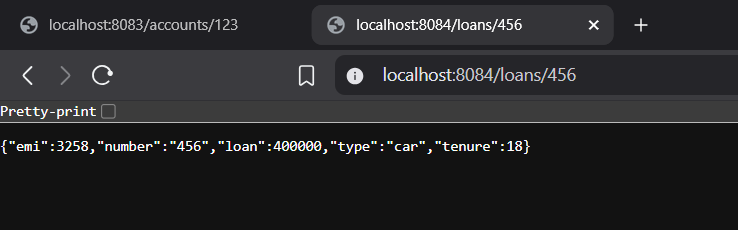 localhost:8083/accounts/123
localhost:8084/loans/456
localhost:8084/loans/456
Pretty-print
{"emi":3258,"number":"456","loan":400000,"type":"car","tenure":18}